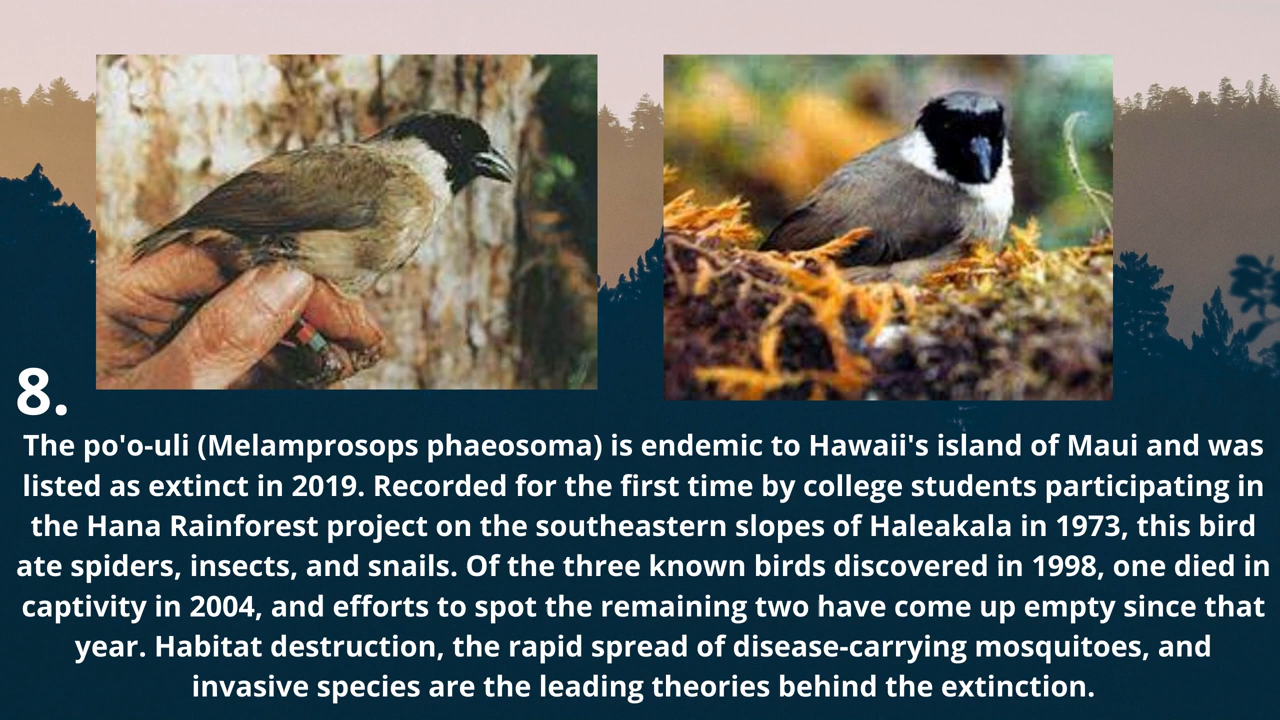 8.
The po'o-uli (Melamprosops phaeosoma) is endemic to Hawaii's island of Maui and was
listed as extinct in 2019. Recorded for the first time by college students participating in
the Hana Rainforest project on the southeastern slopes of Haleakala in 1973, this bird
ate spiders, insects, and snails. Of the three known birds discovered in 1998, one died in
captivity in 2004, and efforts to spot the remaining two have come up empty since that
year. Habitat destruction, the rapid spread of disease-carrying mosquitoes, and
invasive species are the leading theories behind the extinction.